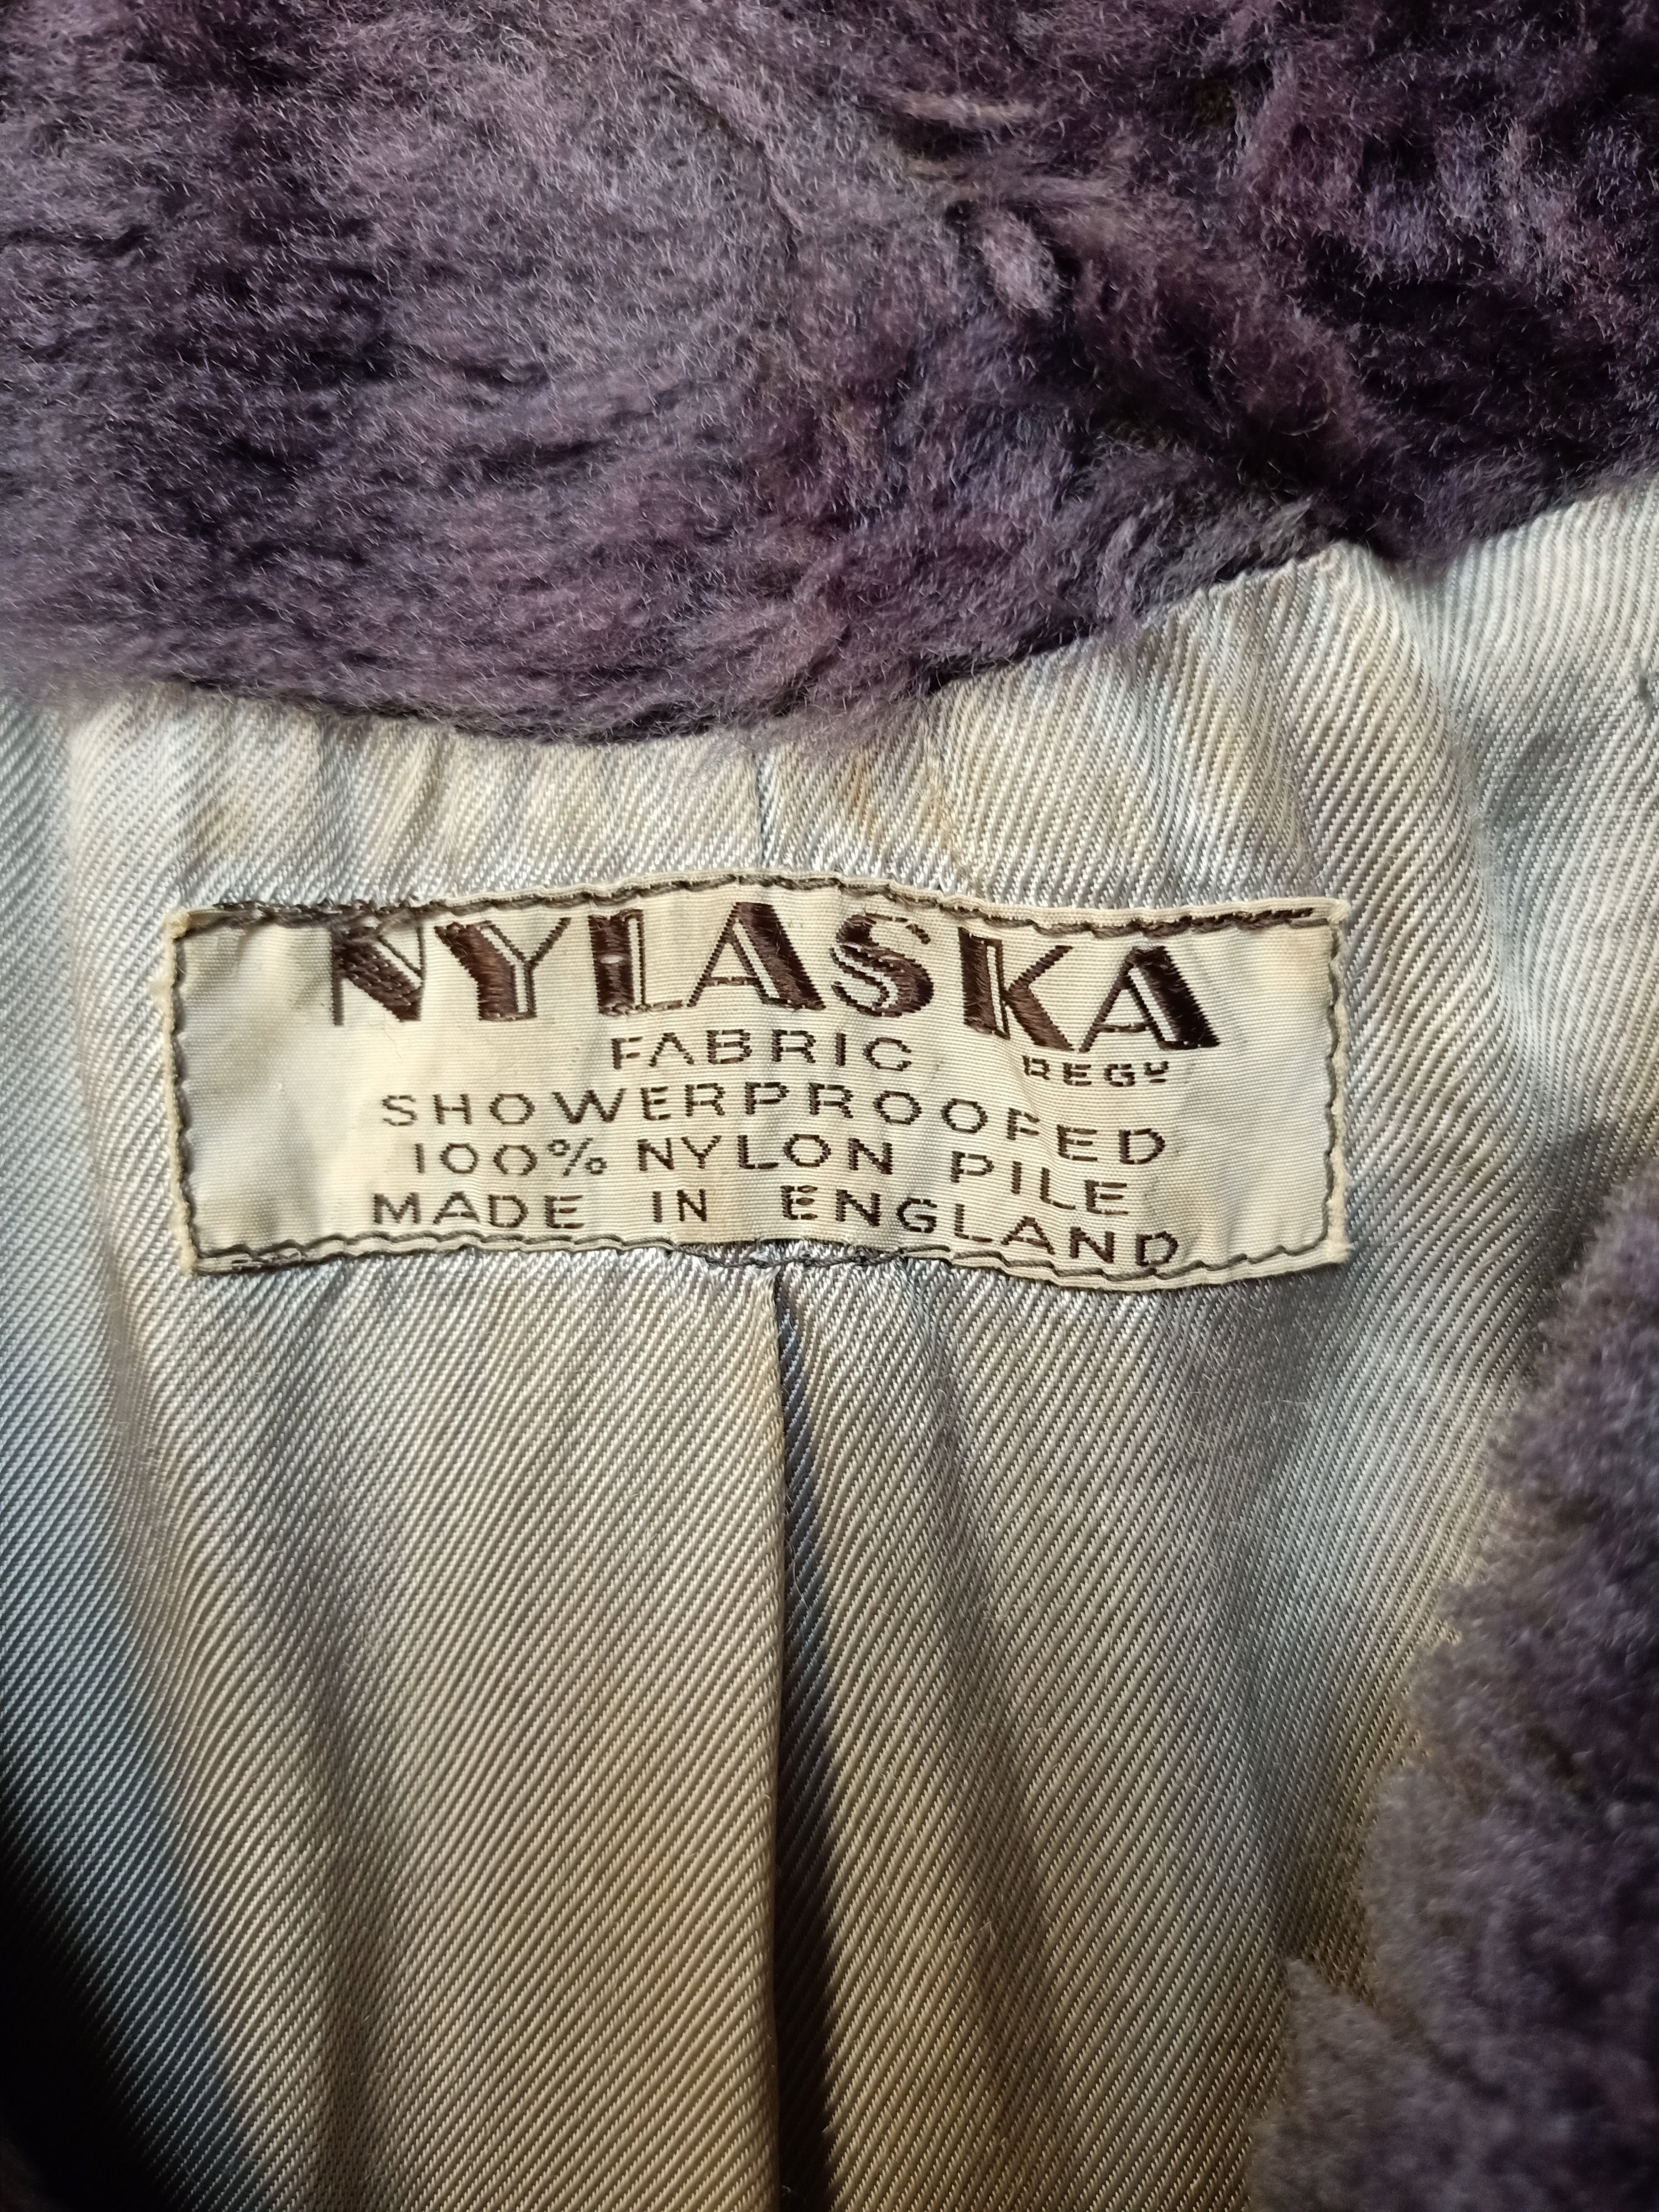 NYLASKA
FABRIC REGD
SHOWERPROOFED
100% NYLON PILE
MADE IN ENGLAND